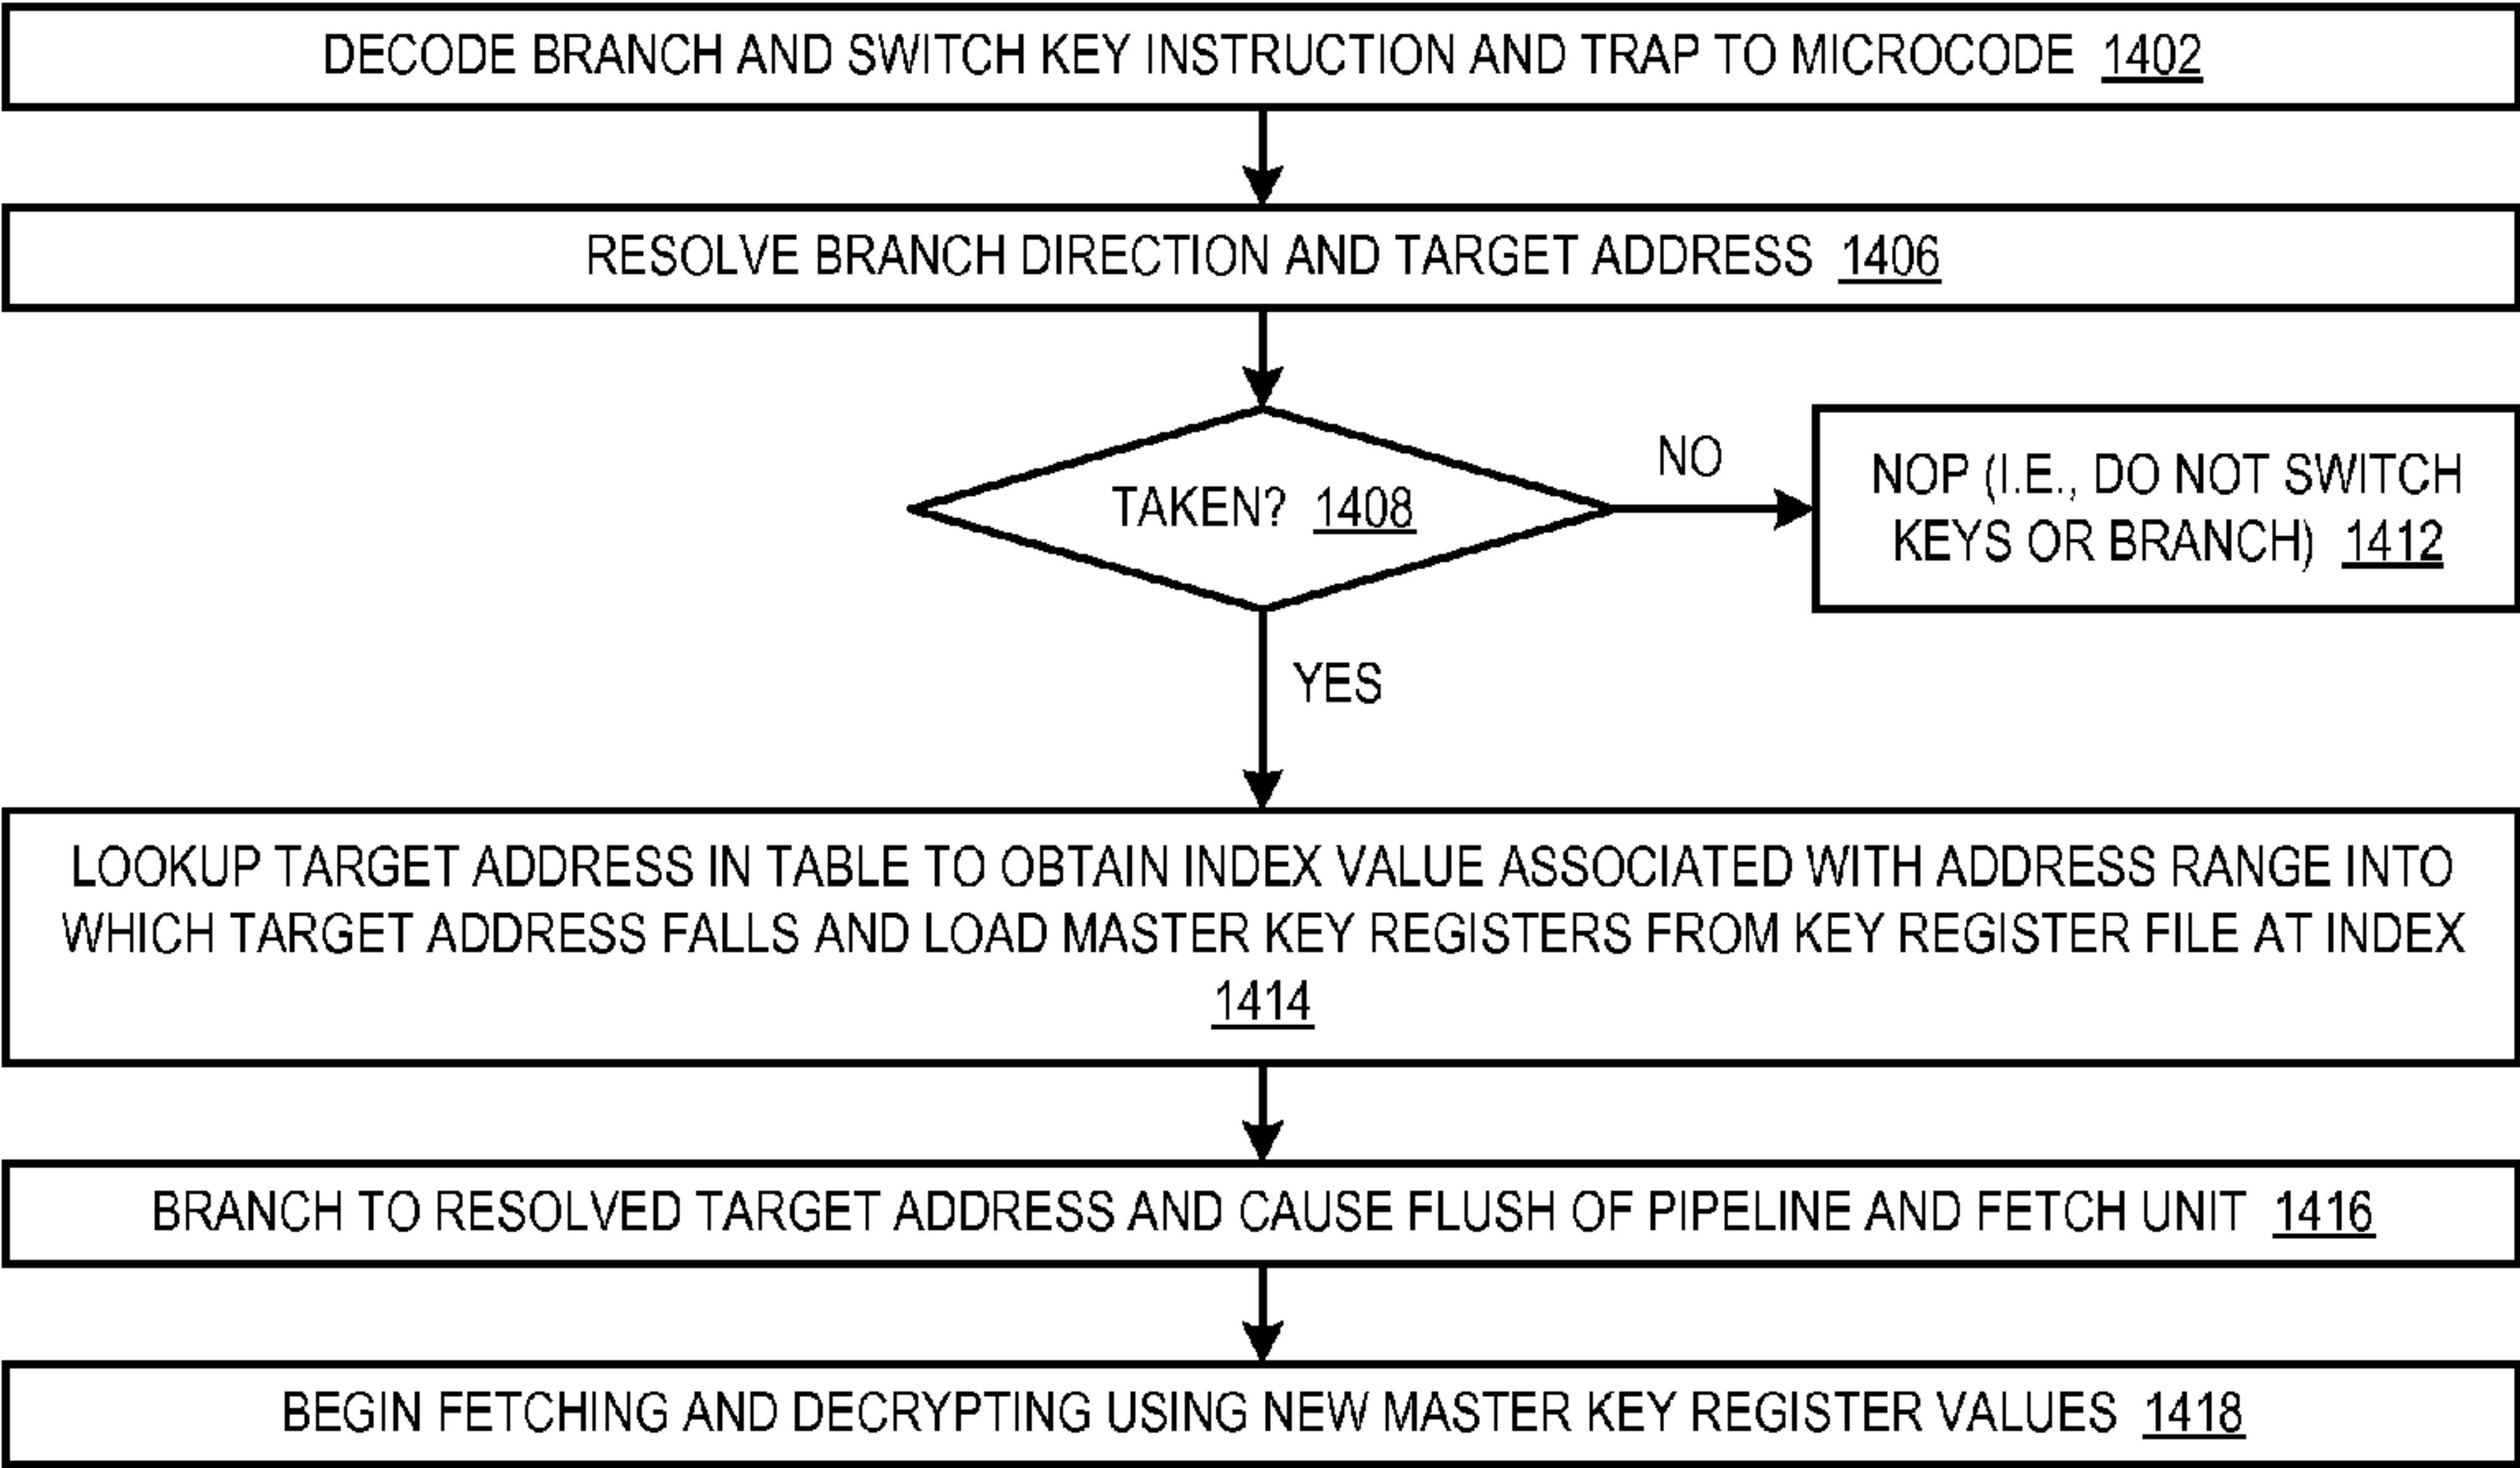 DECODE BRANCH AND SWITCH KEY INSTRUCTION AND TRAP TO MICROCODE 1402
RESOLVE BRANCH DIRECTION AND TARGET ADDRESS 1406
TAKEN? 1408
NO
NOP (I.E., DO NOT SWITCH
KEYS OR BRANCH) 1412
YES
LOOKUP TARGET ADDRESS IN TABLE TO OBTAIN INDEX VALUE ASSOCIATED WITH ADDRESS RANGE INTO
WHICH TARGET ADDRESS FALLS AND LOAD MASTER KEY REGISTERS FROM KEY REGISTER FILE AT INDEX
1414
BRANCH TO RESOLVED TARGET ADDRESS AND CAUSE FLUSH OF PIPELINE AND FETCH UNIT 1416
BEGIN FETCHING AND DECRYPTING USING NEW MASTER KEY REGISTER VALUES 1418